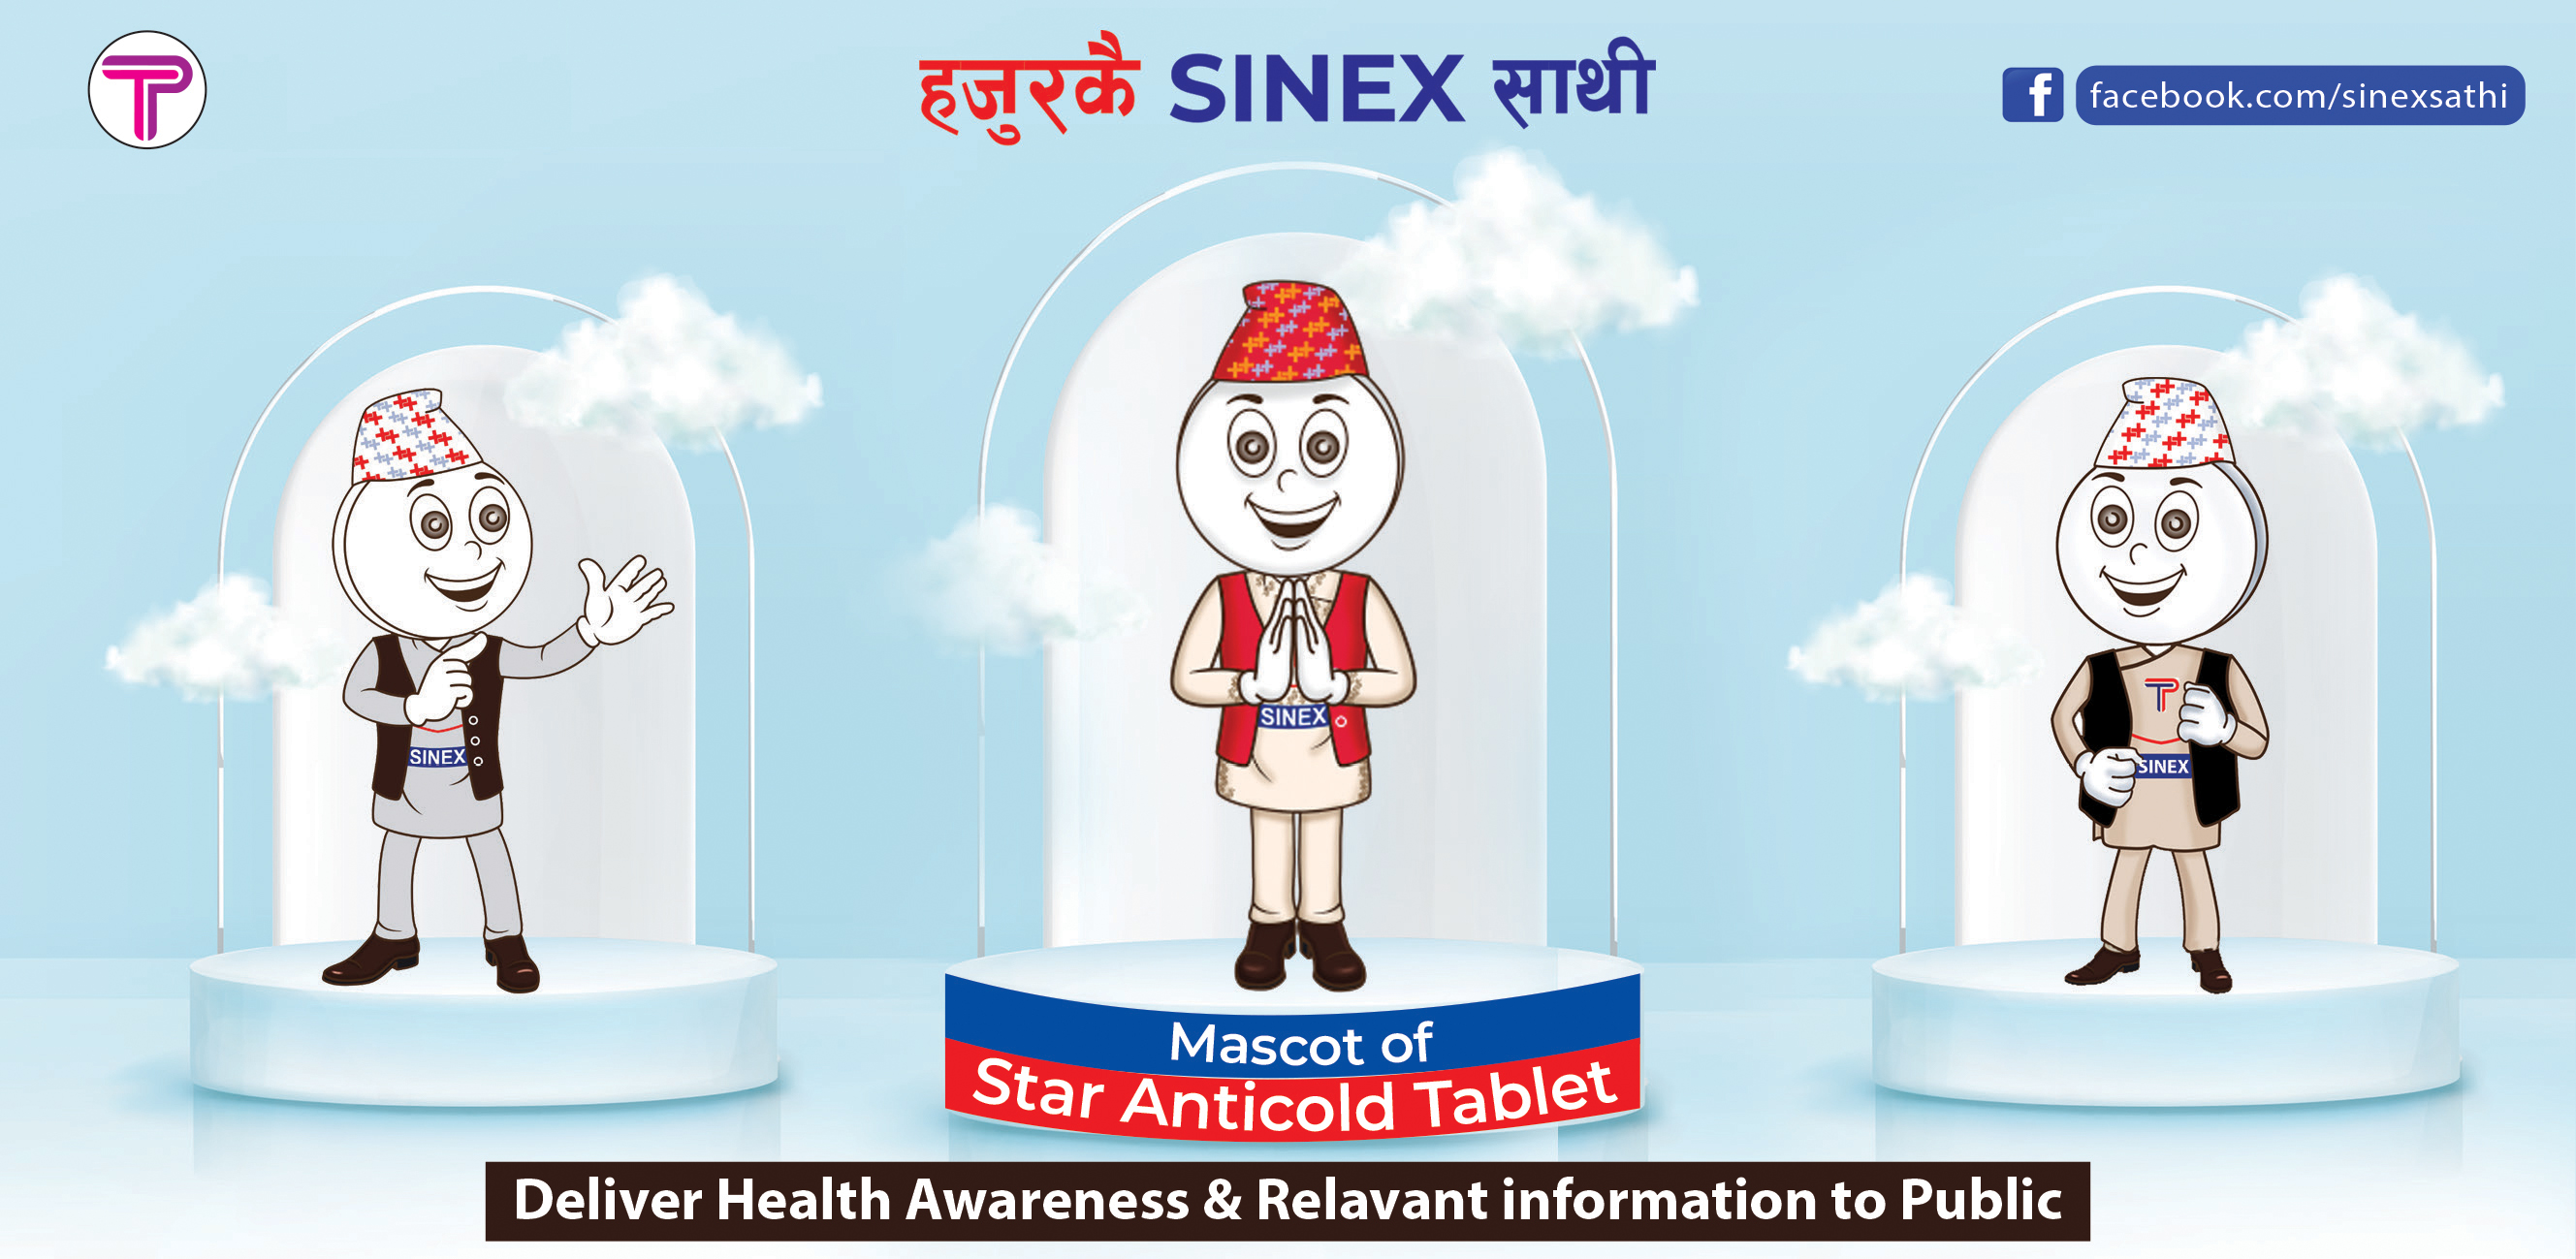 हजुरकै SINEX साथी
facebook.com/sinexsathi
SINEX
SINEX
SINEX
Mascot of
Star Anticold Tablet
Deliver Health Awareness & Relavant information to Public